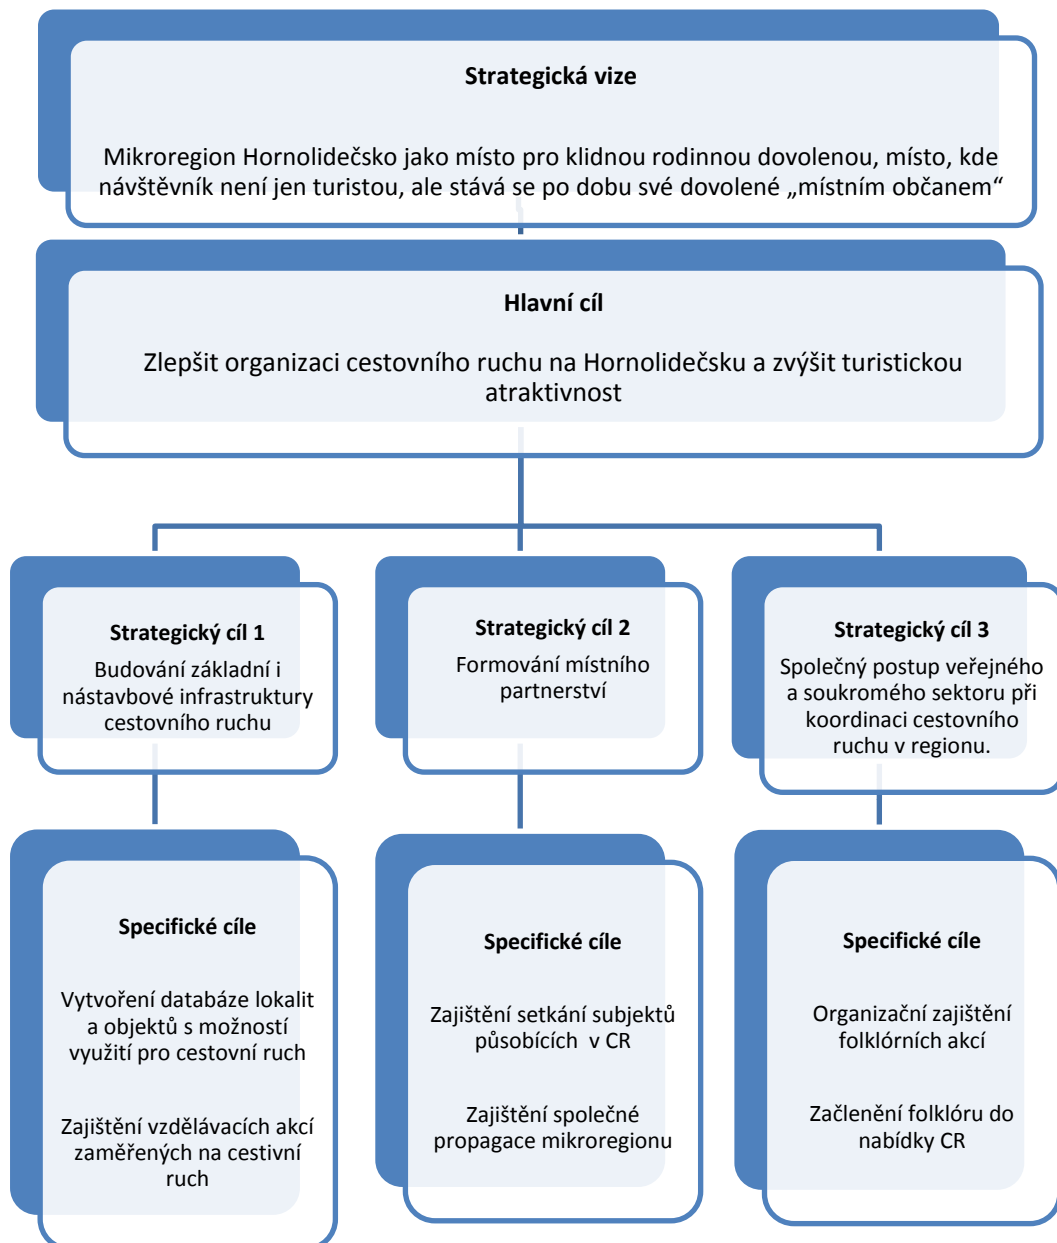 Strategická vize
Mikroregion Hornolidečsko jako místo pro klidnou rodinnou dovolenou, místo, kde
návštěvník není jen turistou, ale stává se po dobu své dovolené „místním občanem“
Hlavní cíl
Zlepšit organizaci cestovního ruchu na Hornolidečsku a zvýšit turistickou
atraktivnost
Strategický cíl 1
Budování základní i
nástavbové infrastruktury
cestovního ruchu
Strategický cíl 2
Formování místního
partnerství
Strategický cíl 3
Společný postup veřejného
a soukromého sektoru při
koordinaci cestovního
ruchu v regionu.
Specifické cíle
Vytvoření databáze lokalit
a objektů s možností
využití pro cestovní ruch
Zajištění vzdělávacích akcí
zaměřených na cestivní
ruch
Specifické cíle
Zajištění setkání subjektů
působících v CR
Zajištění společné
propagace mikroregionu
Specifické cíle
Organizační zajištění
folklórních akcí
Začlenění folklóru do
nabídky CR